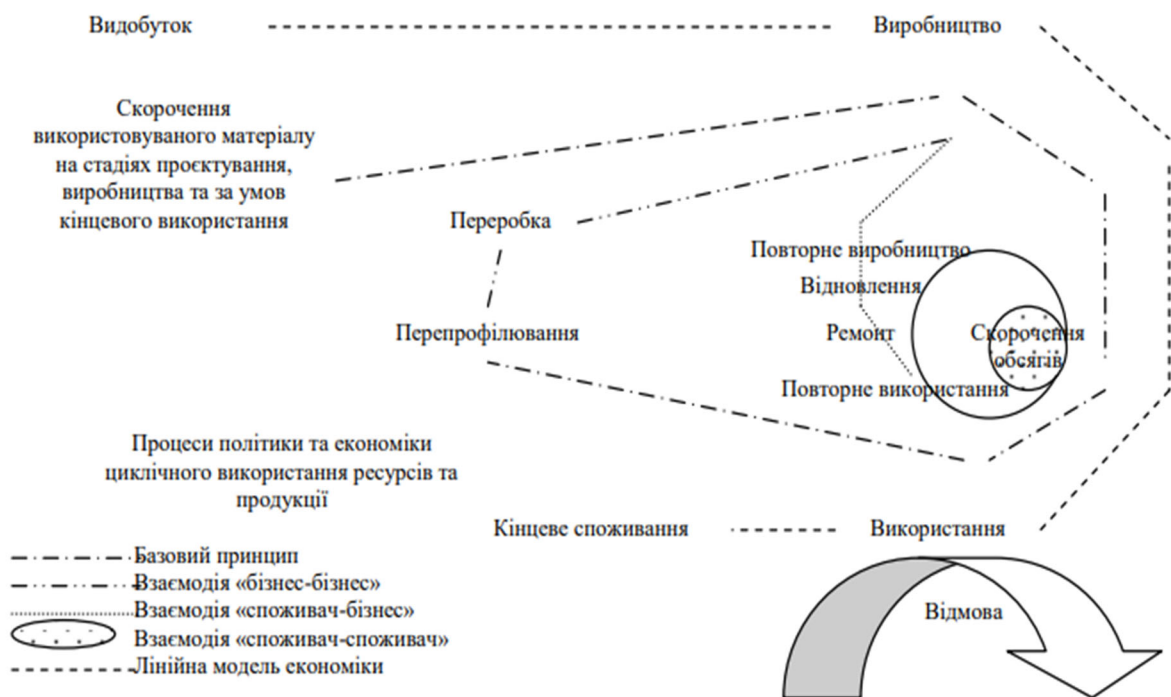 Видобуток
Виробництво
Скорочення
використовуваного матеріалу
на стадіях проєктування,
виробництва та за умов
кінцевого використання
Переробка
Повторне виробництво
Відновлення
Перепрофілювання
Ремонт
Скорочення
обсягів
Повторне використання
Процеси політики та економіки
циклічного використання ресурсів та
продукції
Кінцеве споживання
Використання
Базовий принцип
Взаємодія «бізнес-бізнес»
Взаємодія «споживач-бізнес»
Взаємодія «споживач-споживач»
Лінійна модель економіки
Відмова